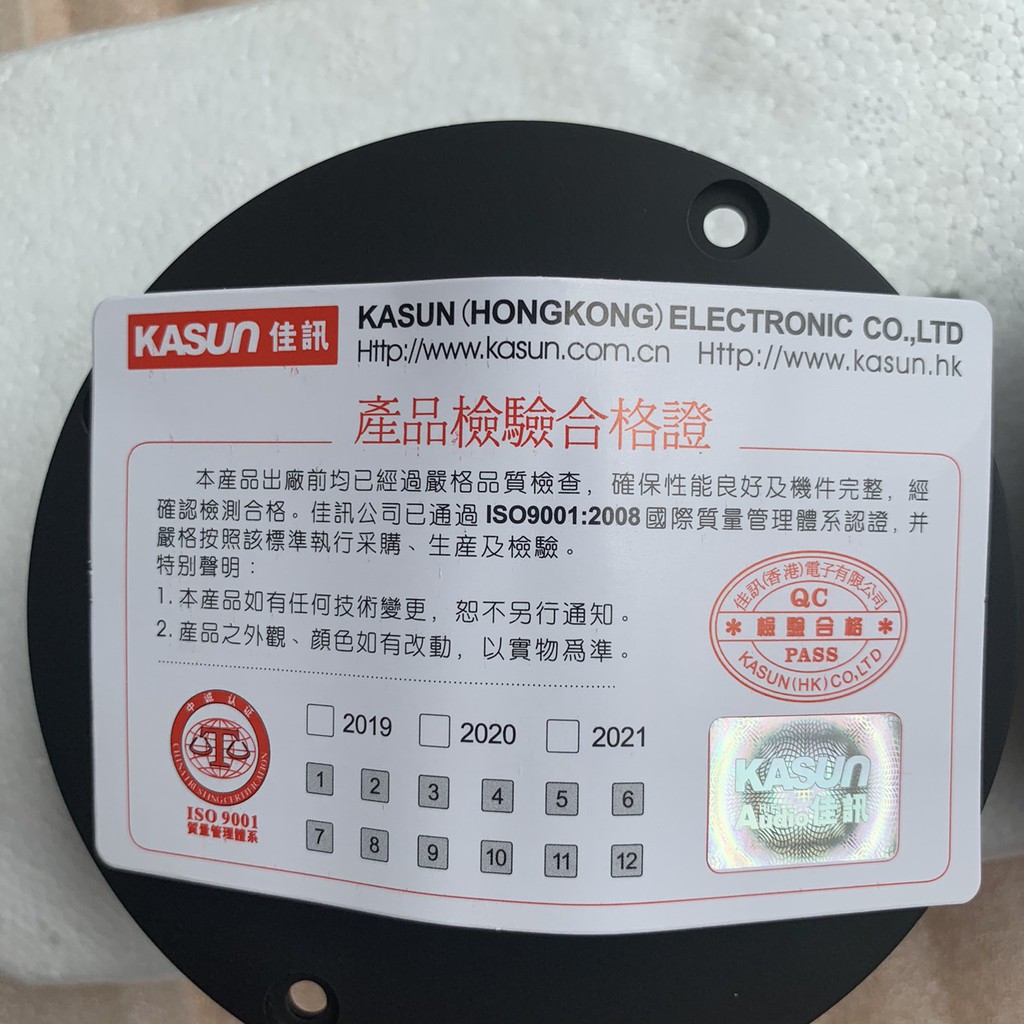 KASUN 佳訊
KASUN (HONGKONG) ELECTRONIC CO.,LTD
Http://www.kasun.com.cn Http://www.kasun.hk
產品檢驗合格證
本產品出廠前均已經過嚴格品質檢查，確保性能良好及機件完整，經
確認檢測合格。佳訊公司已通過 ISO9001:2008 國際質量管理體系認證，并
嚴格按照該標準執行采購、生產及檢驗。
特别聲明：
1. 本產品如有任何技術變更，恕不另行通知。
2. 產品之外觀、顔色如有改動，以實物爲準。
佳訊(香港)電子有限公司
QC
* 檢驗合格 *
PASS
KASUN(HK)CO,LTD
中诚认证
CHINA TRUSTING CERTIFICATION
ISO 9001
質量管理體系
2019 2020 2021
1 2 3 4 5 6
7 8 9 10 11 12
KASUN
Audio 佳訊